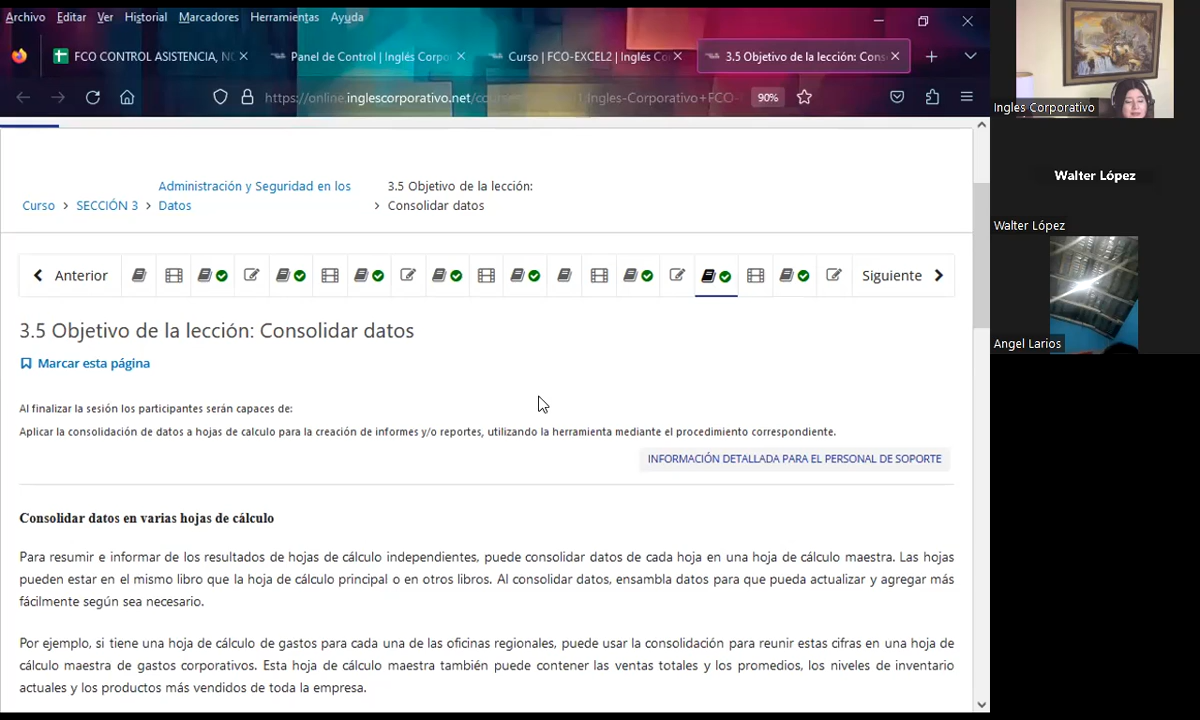 Archivo Editar Ver Historial Marcadores Herramientas Ayuda
FCO CONTROL ASISTENCIA, NO
Panel de Control | Inglés Corpo
Curso | FCO-EXCEL2 | Inglés Co
3.5 Objetivo de la lección: Cons
https://online.inglescorporativo.net/cour
Ingles-Corporativo+FCO-
90%
Ingles Corporativo
Walter López
Walter López
Angel Larios
Curso > SECCIÓN 3 > Administración y Seguridad en los Datos > 3.5 Objetivo de la lección: Consolidar datos
Anterior
Siguiente
3.5 Objetivo de la lección: Consolidar datos
Marcar esta página
Al finalizar la sesión los participantes serán capaces de:
Aplicar la consolidación de datos a hojas de calculo para la creación de informes y/o reportes, utilizando la herramienta mediante el procedimiento correspondiente.
INFORMACIÓN DETALLADA PARA EL PERSONAL DE SOPORTE
Consolidar datos en varias hojas de cálculo
Para resumir e informar de los resultados de hojas de cálculo independientes, puede consolidar datos de cada hoja en una hoja de cálculo maestra. Las hojas
pueden estar en el mismo libro que la hoja de cálculo principal o en otros libros. Al consolidar datos, ensambla datos para que pueda actualizar y agregar más
fácilmente según sea necesario.
Por ejemplo, si tiene una hoja de cálculo de gastos para cada una de las oficinas regionales, puede usar la consolidación para reunir estas cifras en una hoja de
cálculo maestra de gastos corporativos. Esta hoja de cálculo maestra también puede contener las ventas totales y los promedios, los niveles de inventario
actuales y los productos más vendidos de toda la empresa.